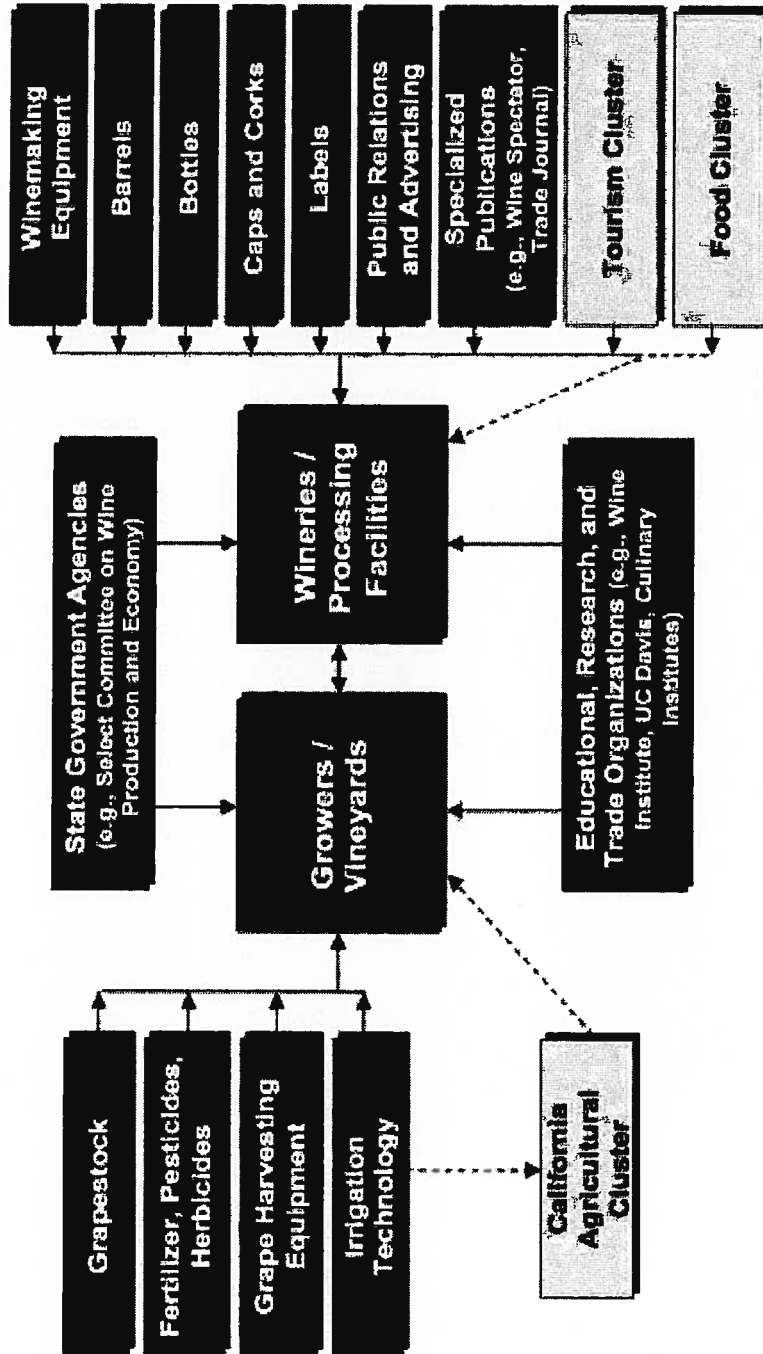 Grapestock
Fertilizer, Pesticides,
Herbicides
Grape Harvesting
Equipment
Irrigation
Technology
California
Agricultural
Cluster
State Government Agencies
(e.g., Select Committee on Wine
Production and Economy)
Growers /
Vineyards
Wineries /
Processing
Facilities
Educational, Research, and
Trade Organizations (e.g., Wine
Institute, UC Davis, Culinary
Institutes)
Winemaking
Equipment
Barrels
Bottles
Caps and Corks
Labels
Public Relations
and Advertising
Specialized
Publications
(e.g., Wine Spectator,
Trade Journal)
Tourism Cluster
Food Cluster